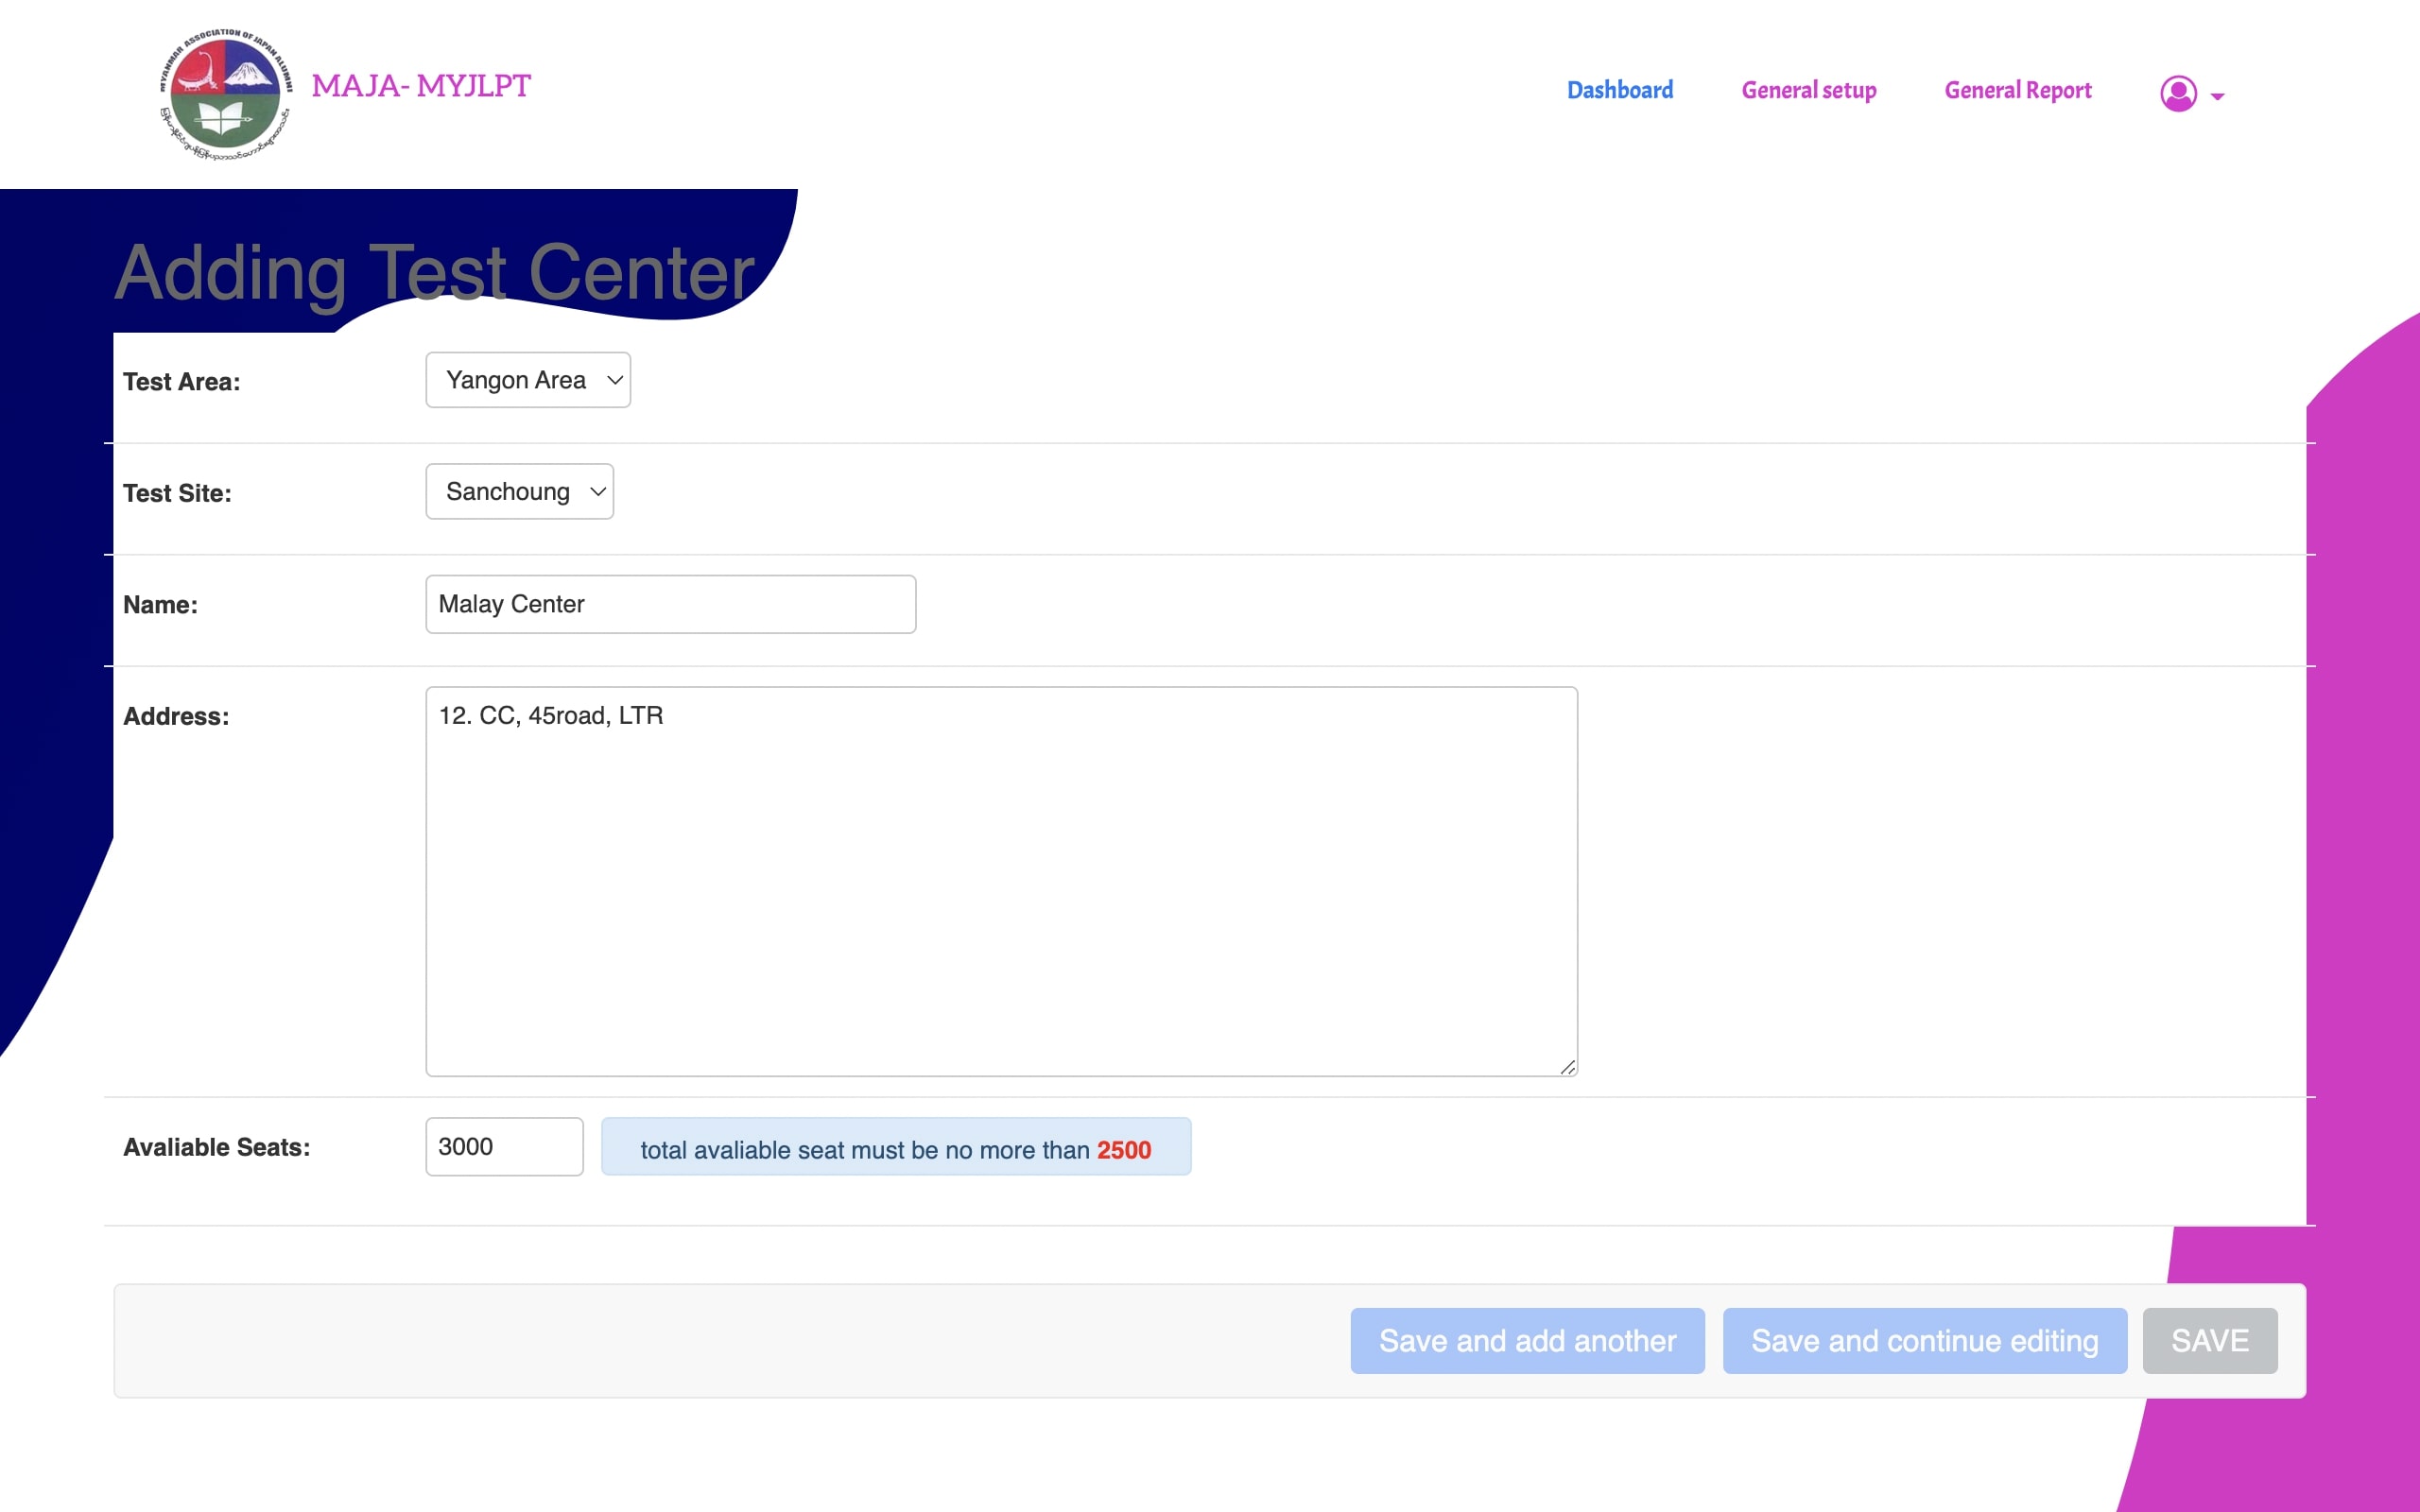 MYANMAR ASSOCIATION OF JAPAN ALUMNI
MAJA- MYJLPT
Dashboard
General setup
General Report
Adding Test Center
Test Area:
Yangon Area
Test Site:
Sanchoung
Name:
Malay Center
Address:
12. CC, 45road, LTR
Avaliable Seats:
3000
total avaliable seat must be no more than 2500
Save and add another
Save and continue editing
SAVE